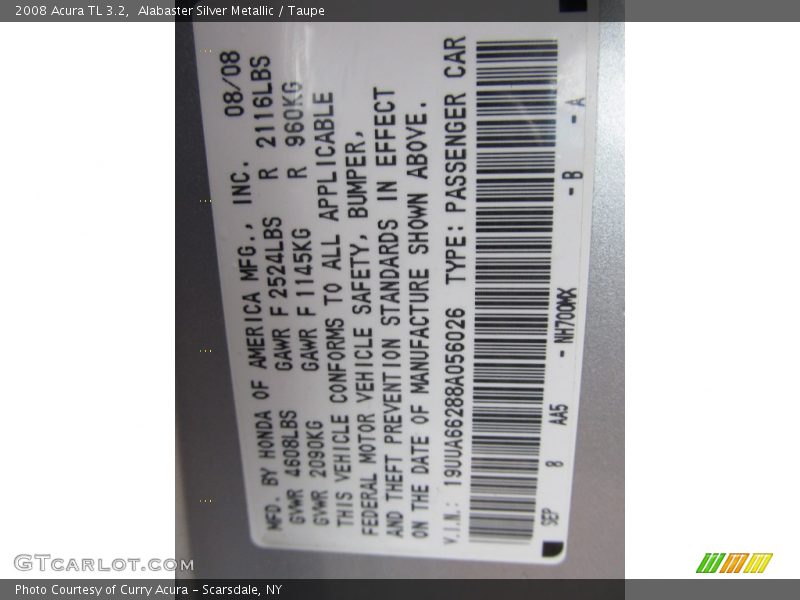 2008 Acura TL 3.2,  Alabaster Silver Metallic / Taupe
MFD. BY HONDA OF AMERICA MFG., INC. 08/08
GVWR 4608LBS GAWR F 2524LBS R 2116LBS
GVWR 2090KG GAWR F 1145KG R 960KG
THIS VEHICLE CONFORMS TO ALL APPLICABLE
FEDERAL MOTOR VEHICLE SAFETY, BUMPER,
AND THEFT PREVENTION STANDARDS IN EFFECT
ON THE DATE OF MANUFACTURE SHOWN ABOVE.
V.I.N.: 19UUA66288A056026 TYPE: PASSENGER CAR
SEP 8 AA5 - NH700MX - B - A
GTCARLOT.COM
Photo Courtesy of Curry Acura - Scarsdale, NY